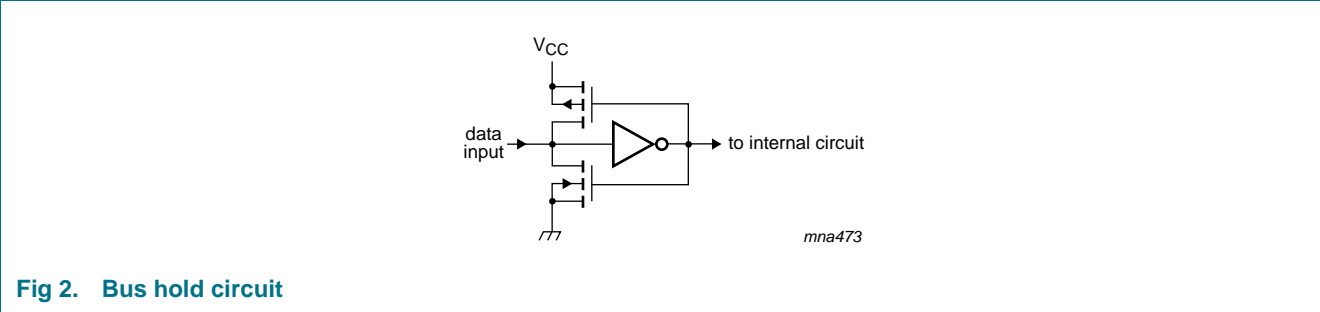 VCC
data
input
to internal circuit
mna473
Fig 2. Bus hold circuit